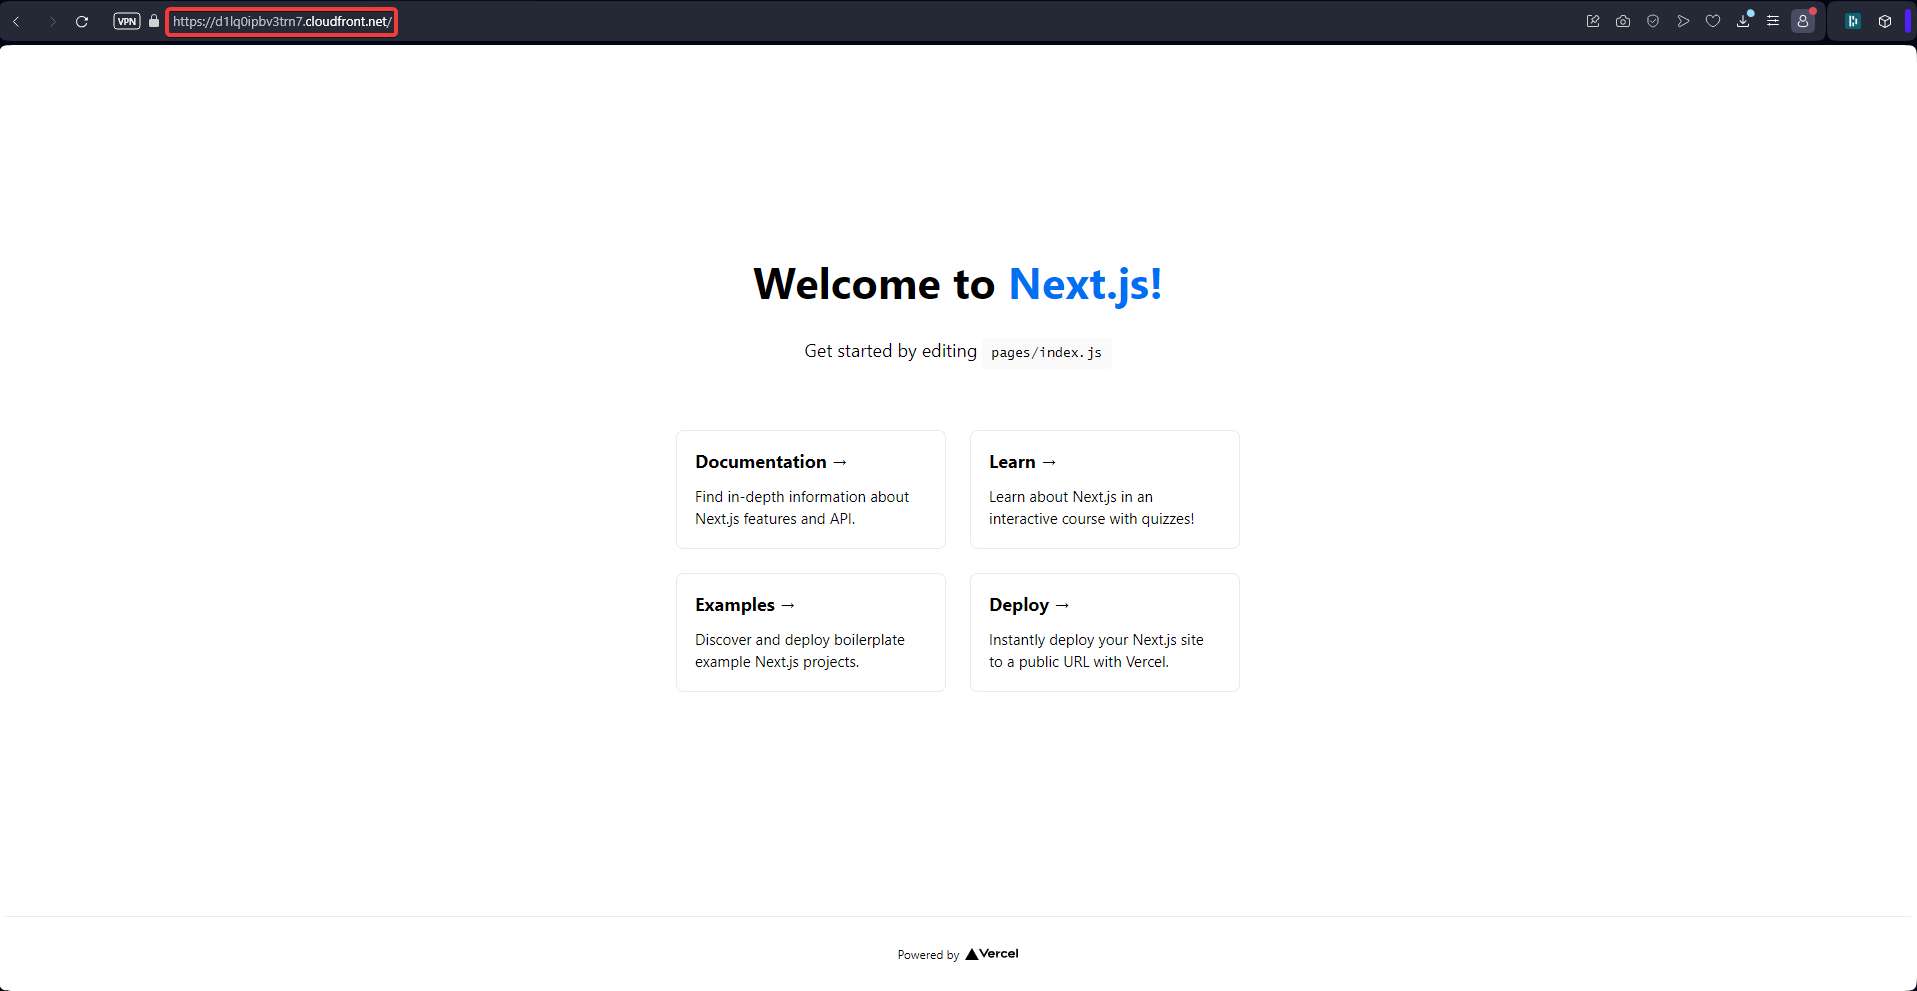 VPN https://d1lq0ipbv3trn7.cloudfront.net/
Welcome to Next.js!
Get started by editing pages/index.js
Documentation →
Find in-depth information about
Next.js features and API.
Learn →
Learn about Next.js in an
interactive course with quizzes!
Examples →
Discover and deploy boilerplate
example Next.js projects.
Deploy →
Instantly deploy your Next.js site
to a public URL with Vercel.
Powered by Vercel